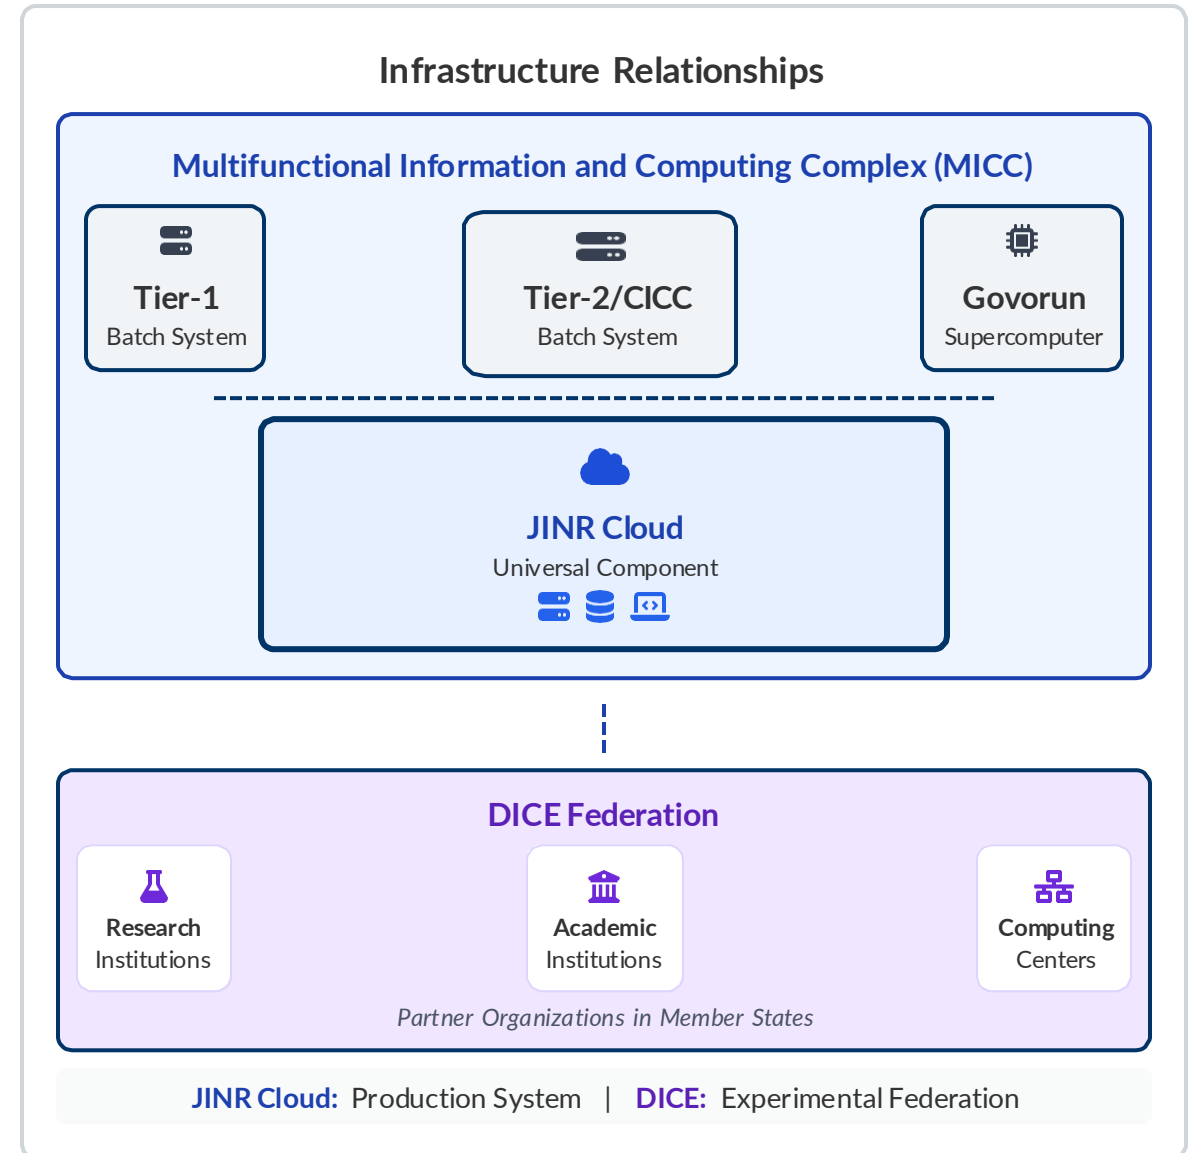 Infrastructure Relationships
Multifunctional Information and Computing Complex (MICC)
Tier-1
Batch System
Tier-2/CICC
Batch System
Govorun
Supercomputer
JINR Cloud
Universal Component
DICE Federation
Research
Institutions
Academic
Institutions
Computing
Centers
Partner Organizations in Member States
JINR Cloud: Production System | DICE: Experimental Federation